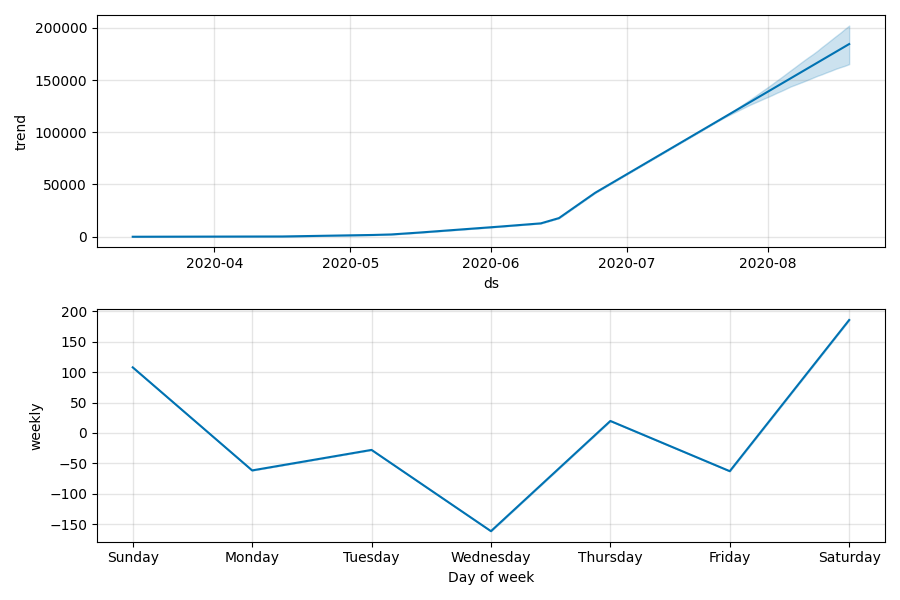 200000
150000
100000
50000
0
trend
2020-04 2020-05 2020-06 2020-07 2020-08
ds
200
150
100
50
0
−50
−100
−150
weekly
Sunday Monday Tuesday Wednesday Thursday Friday Saturday
Day of week